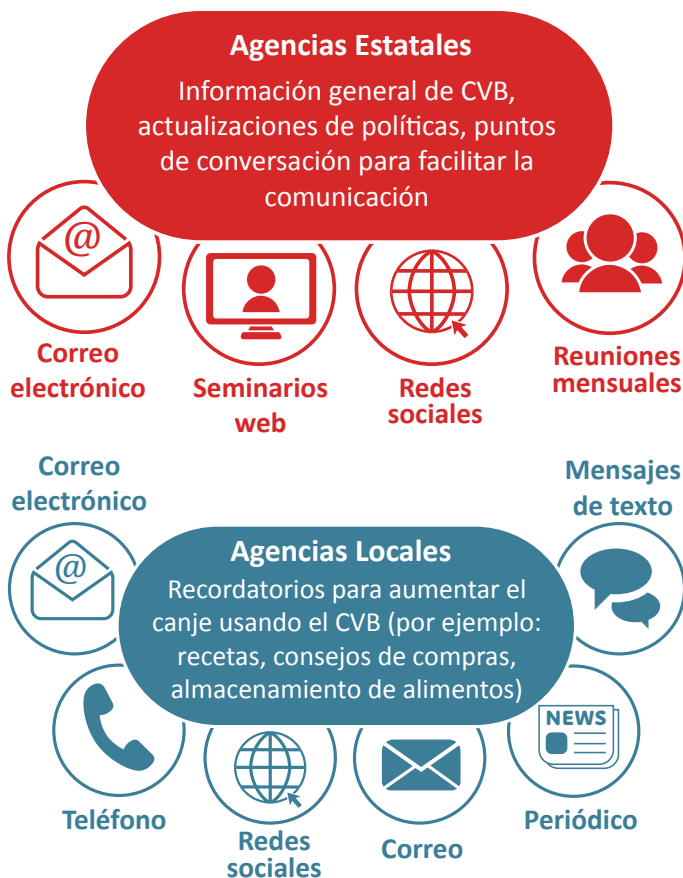 Agencias Estatales
Información general de CVB,
actualizaciones de políticas, puntos
de conversación para facilitar la
comunicación
@
Correo
electrónico
Seminarios
web
Redes
sociales
Reuniones
mensuales
Correo
electrónico
@
Mensajes
de texto
Agencias Locales
Recordatorios para aumentar el
canje usando el CVB (por ejemplo:
recetas, consejos de compras,
almacenamiento de alimentos)
Teléfono
Redes
sociales
Correo
NEWS
Periódico